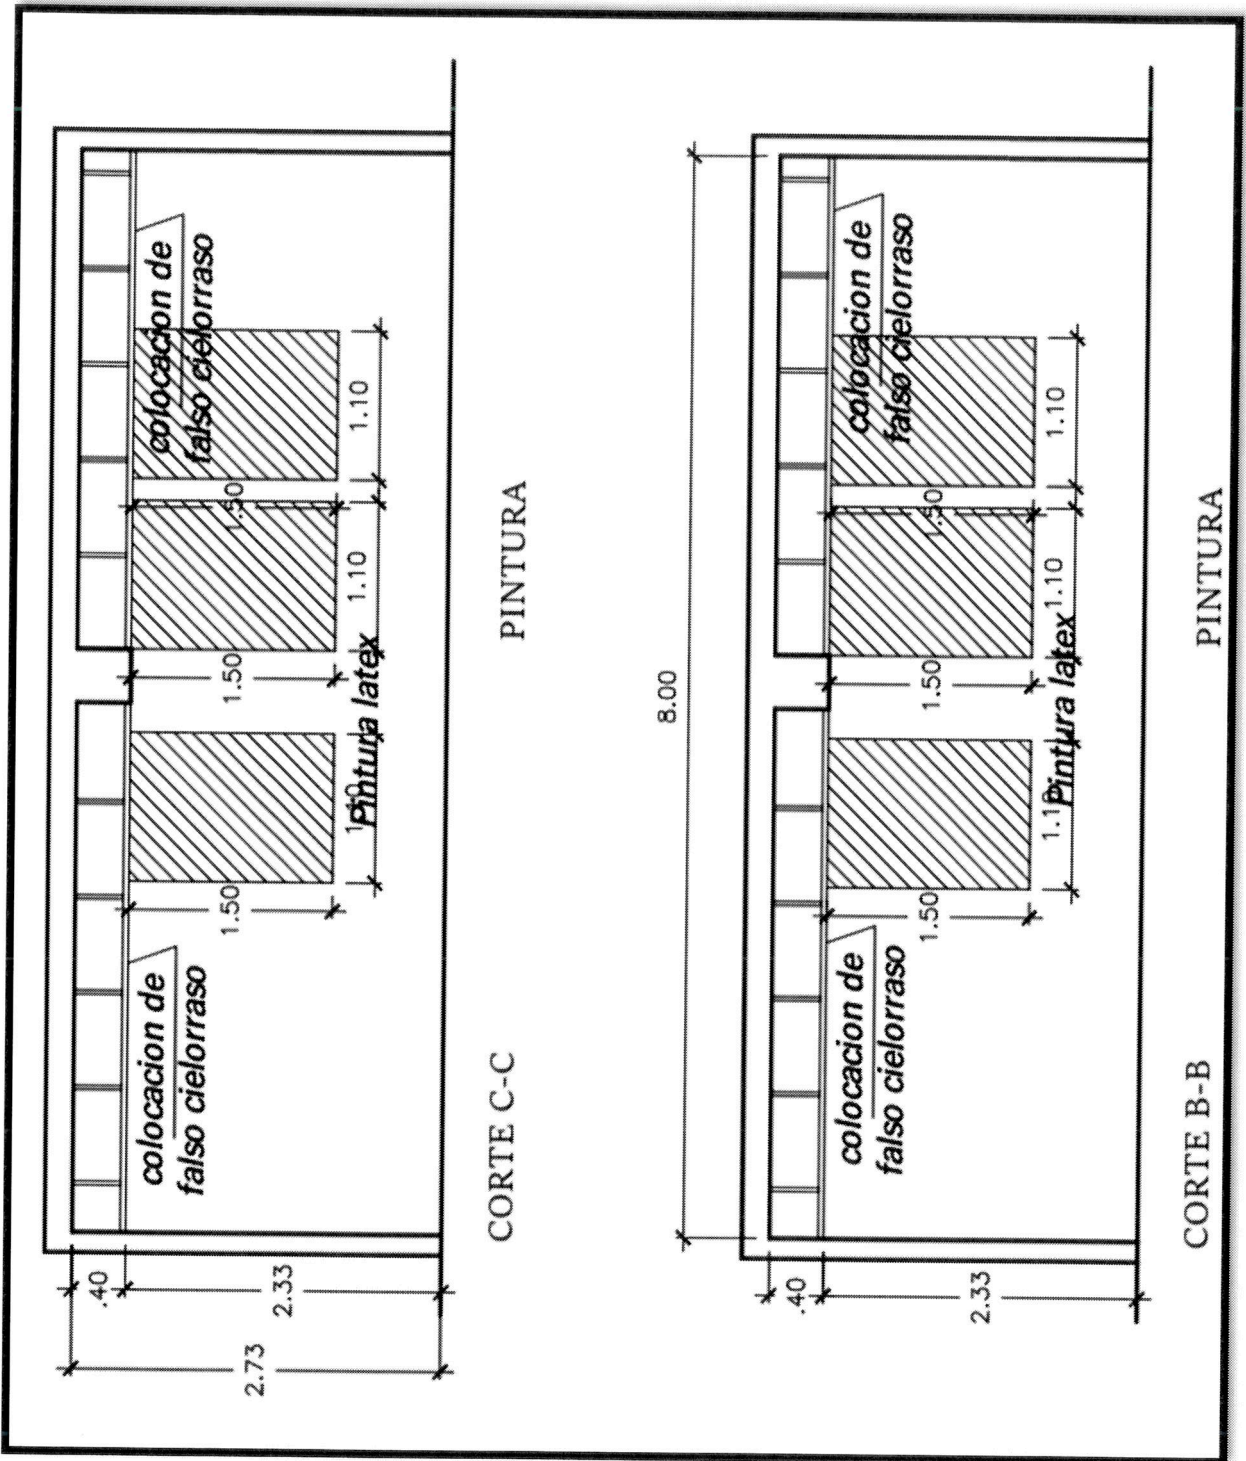 2.73
.40
2.33
colocacion de
falso cielorraso
1.50
1.10
Pintura latex
1.50
1.10
1.50
1.10
colocacion de
falso cielorraso
CORTE C-C
PINTURA
8.00
.40
2.33
colocacion de
falso cielorraso
1.50
1.10
Pintura latex
1.50
1.10
1.50
1.10
colocacion de
falso cielorraso
CORTE B-B
PINTURA